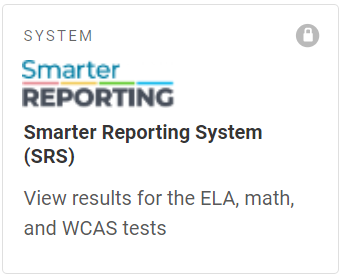 SYSTEM
Smarter
REPORTING
Smarter Reporting System
(SRS)
View results for the ELA, math,
and WCAS tests